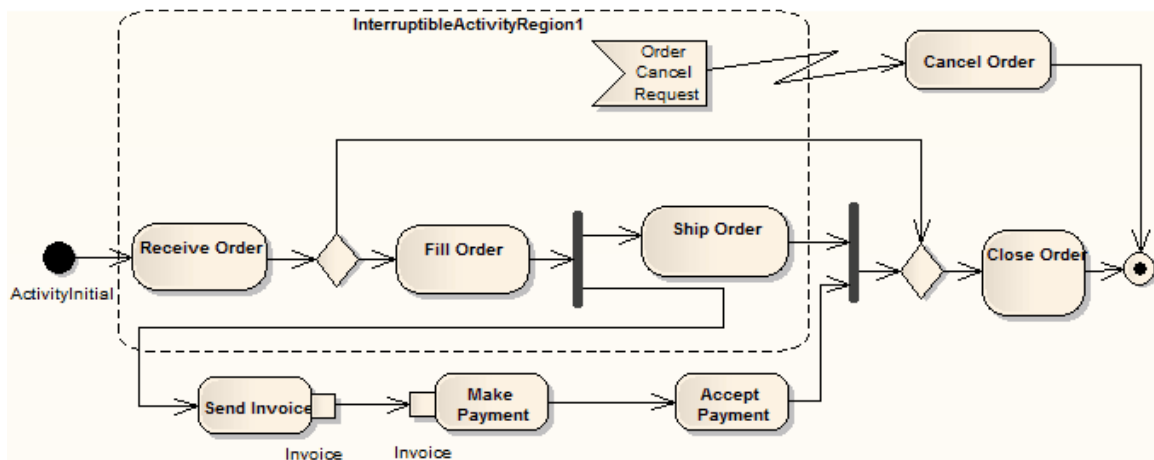 InterruptibleActivityRegion1
Order
Cancel
Request
Cancel Order
Receive Order
Fill Order
Ship Order
Close Order
ActivityInitial
Send Invoice
Make
Payment
Accept
Payment
Invoice
Invoice